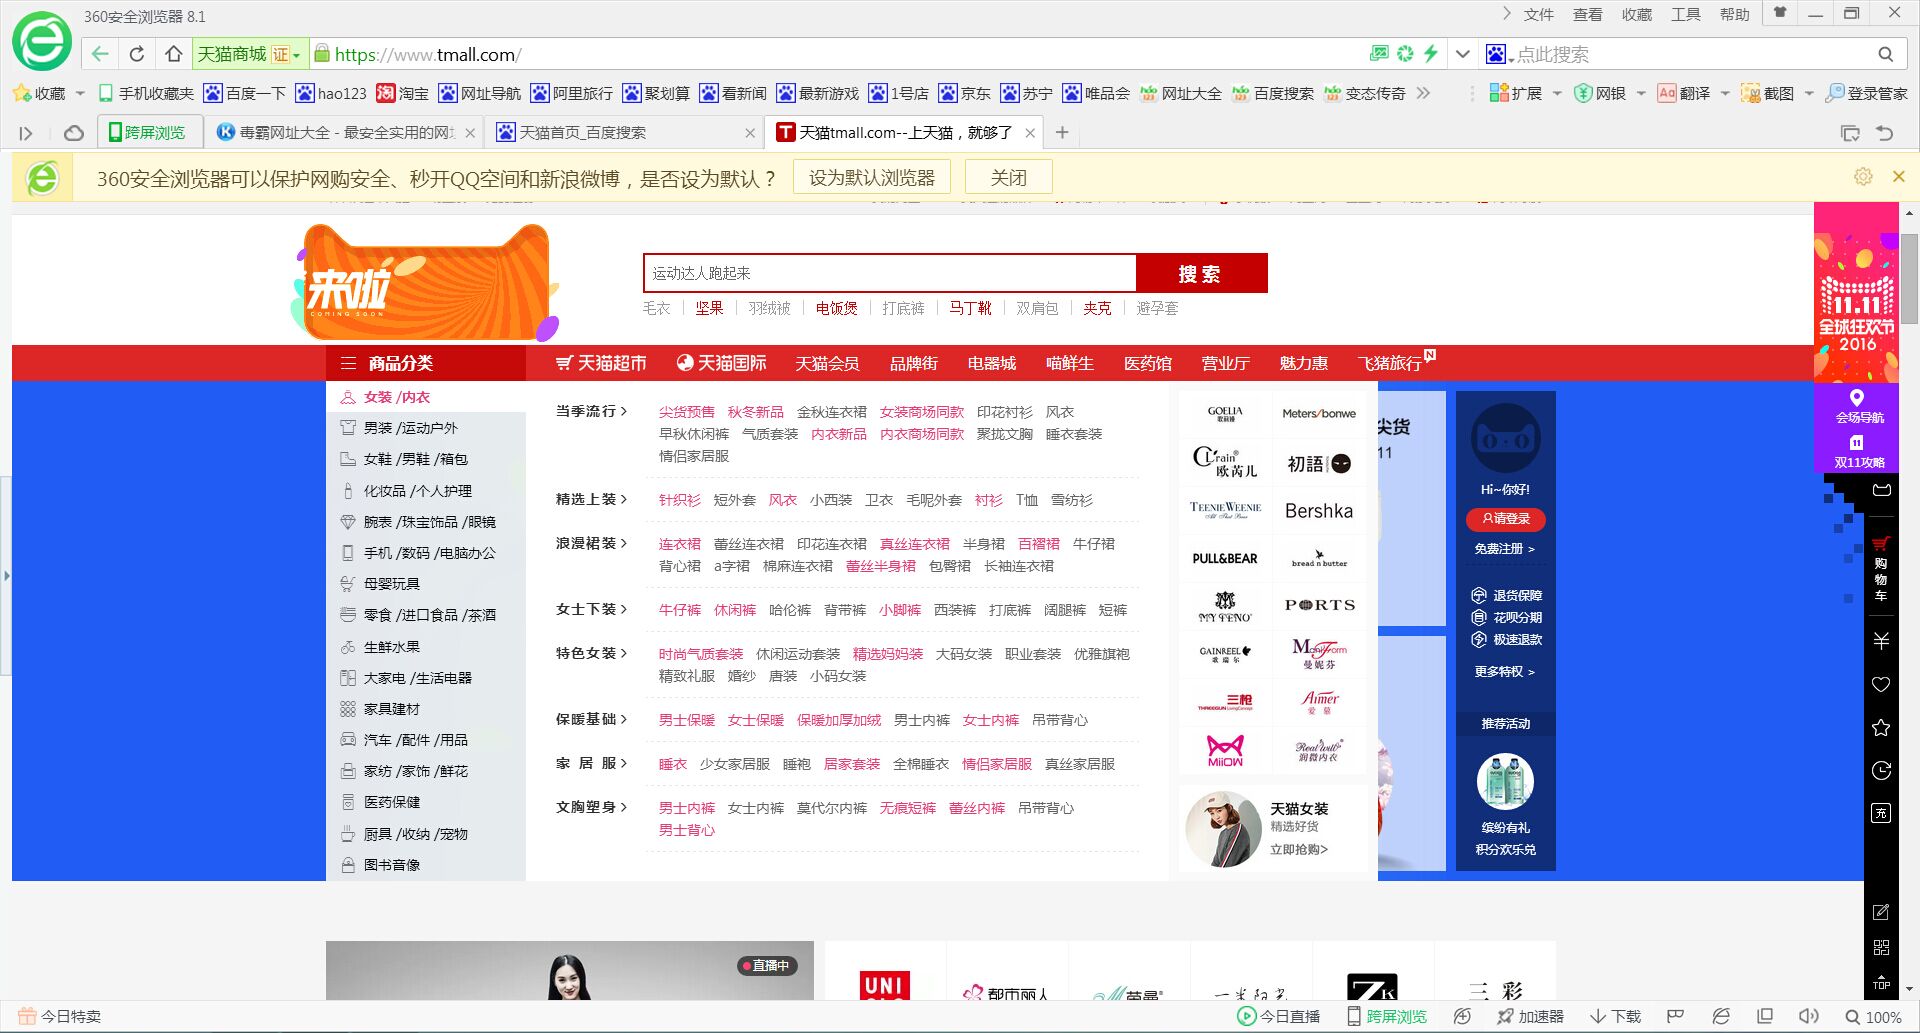 360安全浏览器 8.1
文件 查看 收藏 工具 帮助
天猫商城 证 https://www.tmall.com/ 点此搜索
收藏 手机收藏夹 百度一下 hao123 淘宝 网址导航 阿里旅行 聚划算 看新闻 最新游戏 1号店 京东 苏宁 唯品会 网址大全 百度搜索 变态传奇 扩展 网银 翻译 截图 登录管家
跨屏浏览 毒霸网址大全 - 最安全实用的网 天猫首页_百度搜索 天猫tmall.com--上天猫，就够了
360安全浏览器可以保护网购安全、秒开QQ空间和新浪微博，是否设为默认？ 设为默认浏览器 关闭
来啦
COMING SOON
运动达人跑起来 搜索
毛衣 坚果 羽绒被 电饭煲 打底裤 马丁靴 双肩包 夹克 避孕套
商品分类 天猫超市 天猫国际 天猫会员 品牌街 电器城 喵鲜生 医药馆 营业厅 魅力惠 飞猪旅行 N
女装 /内衣
男装 /运动户外
女鞋 /男鞋 /箱包
化妆品 /个人护理
腕表 /珠宝饰品 /眼镜
手机 /数码 /电脑办公
母婴玩具
零食 /进口食品 /茶酒
生鲜水果
大家电 /生活电器
家具建材
汽车 /配件 /用品
家纺 /家饰 /鲜花
医药保健
厨具 /收纳 /宠物
图书音像
当季流行 尖货预售 秋冬新品 金秋连衣裙 女装商场同款 印花衬衫 风衣
早秋休闲裤 气质套装 内衣新品 内衣商场同款 聚拢文胸 睡衣套装
情侣家居服
精选上装 针织衫 短外套 风衣 小西装 卫衣 毛呢外套 衬衫 T恤 雪纺衫
浪漫裙装 连衣裙 蕾丝连衣裙 印花连衣裙 真丝连衣裙 半身裙 百褶裙 牛仔裙
背心裙 a字裙 棉麻连衣裙 蕾丝半身裙 包臀裙 长袖连衣裙
女士下装 牛仔裤 休闲裤 哈伦裤 背带裤 小脚裤 西装裤 打底裤 阔腿裤 短裤
特色女装 时尚气质套装 休闲运动套装 精选妈妈装 大码女装 职业套装 优雅旗袍
精致礼服 婚纱 唐装 小码女装
保暖基础 男士保暖 女士保暖 保暖加厚加绒 男士内裤 女士内裤 吊带背心
家居服 睡衣 少女家居服 睡袍 居家套装 全棉睡衣 情侣家居服 真丝家居服
文胸塑身 男士内裤 女士内裤 莫代尔内裤 无痕短裤 蕾丝内裤 吊带背心
男士背心
GOELIA 歌莉娅 Meters/bonwe
Crain 欧芮儿 初語
TEENIE WEENIE Bershka
PULL&BEAR bread n butter
MYTENO PORTS
GAINREEL 歌瑞尔 ManiForm 曼妮芬
THREEGUN 三枪 Aimer 爱慕
MiiOW Realwill 润微内衣
天猫女装
精选好货
立即抢购>
尖货
11
Hi~你好!
请登录
免费注册 >
退货保障
花呗分期
极速退款
更多特权 >
推荐活动
缤纷有礼
积分欢乐兑
11.11
全球狂欢节
2016
会场导航
11
双11攻略
购物车
充
TOP
直播中
UNI
都市丽人
茵曼
三彩
ZK
今日特卖 今日直播 跨屏浏览 加速器 下载 100%